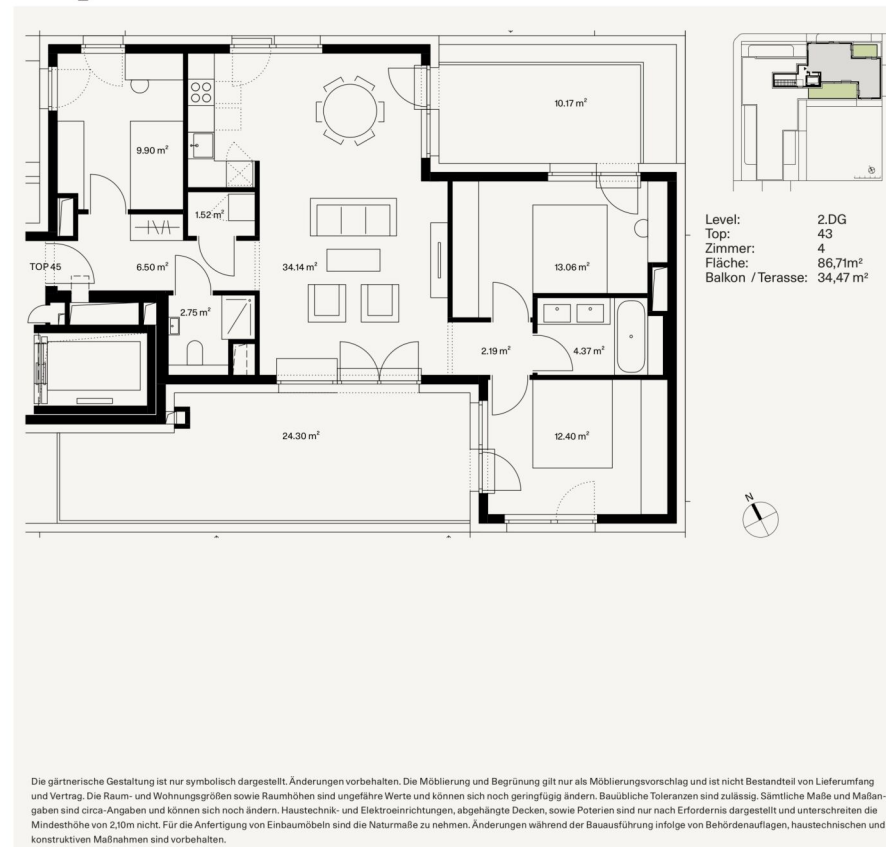 10.17 m²
9.90 m²
1.52 m²
TOP 45
6.50 m²
34.14 m²
13.06 m²
2.75 m²
2.19 m²
4.37 m²
24.30 m²
12.40 m²
Level: 2.DG
Top: 43
Zimmer: 4
Fläche: 86,71m²
Balkon / Terasse: 34,47 m²
N
Die gärtnerische Gestaltung ist nur symbolisch dargestellt. Änderungen vorbehalten. Die Möblierung und Begrünung gilt nur als Möblierungsvorschlag und ist nicht Bestandteil von Lieferumfang
und Vertrag. Die Raum- und Wohnungsgrößen sowie Raumhöhen sind ungefähre Werte und können sich noch geringfügig ändern. Bauübliche Toleranzen sind zulässig. Sämtliche Maße und Maßan-
gaben sind circa-Angaben und können sich noch ändern. Haustechnik- und Elektroeinrichtungen, abgehängte Decken, sowie Poterien sind nur nach Erfordernis dargestellt und unterschreiten die
Mindesthöhe von 2,10m nicht. Für die Anfertigung von Einbaumöbeln sind die Naturmaße zu nehmen. Änderungen während der Bauausführung infolge von Behördenauflagen, haustechnischen und
konstruktiven Maßnahmen sind vorbehalten.